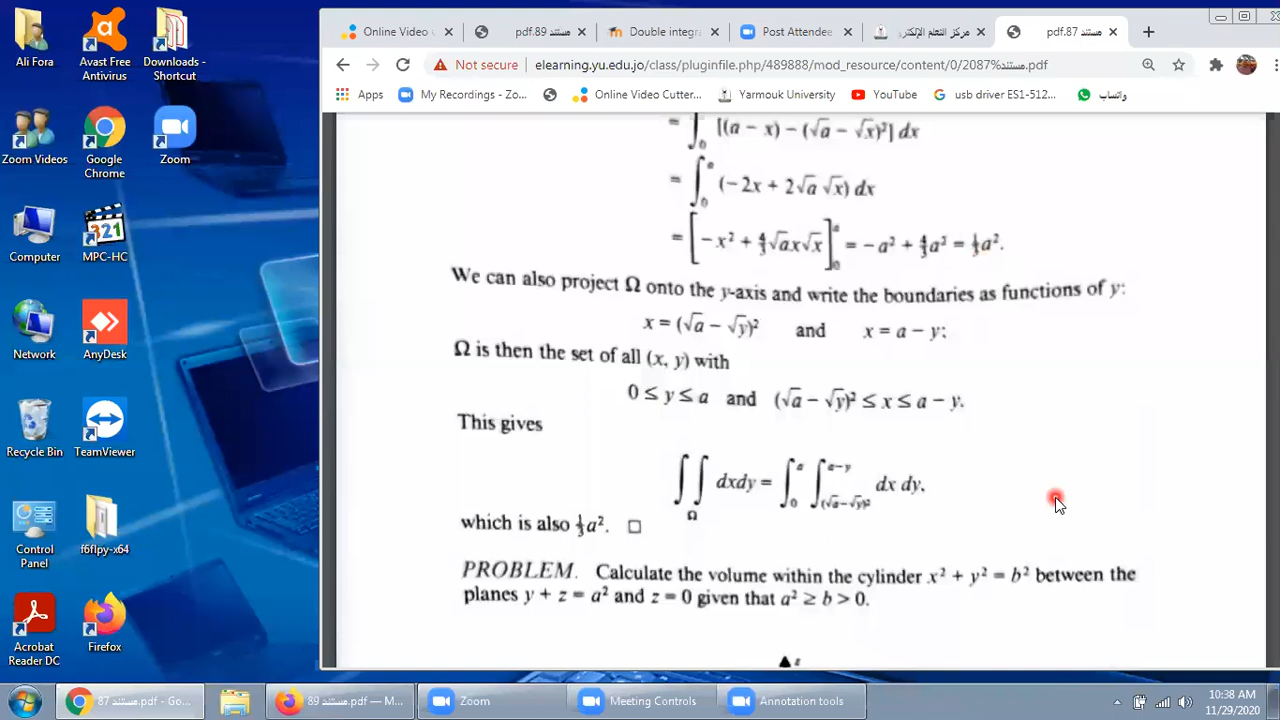 Ali Fora
Avast Free
Antivirus
Downloads -
Shortcut
Zoom Videos
Google
Chrome
Zoom
Computer
321
MPC-HC
Network
AnyDesk
Recycle Bin
TeamViewer
Control
Panel
f6flpy-x64
Acrobat
Reader DC
Firefox
Online Video
مستند 89.pdf
Double integr
Post Attendee
مركز التعلم الإلكتر
مستند 87.pdf
Not secure
elearning.yu.edu.jo/class/pluginfile.php/489888/mod_resource/content/0/مستند%2087.pdf
Apps
My Recordings - Zo...
Online Video Cutter...
Yarmouk University
YouTube
usb driver ES1-512...
واتساب
= ∫₀ [(a − x) − (√a − √x)²] dx
= ∫₀ᵃ (−2x + 2√a √x) dx
= [−x² + 4/3 √a x√x]₀ᵃ = −a² + 4/3 a² = 1/3 a².
We can also project Ω onto the y-axis and write the boundaries as functions of y:
x = (√a − √y)² and x = a − y;
Ω is then the set of all (x, y) with
0 ≤ y ≤ a and (√a − √y)² ≤ x ≤ a − y.
This gives
∫∫_Ω dxdy = ∫₀ᵃ ∫_{(√a−√y)²}^{a−y} dx dy,
which is also 1/3 a². □
PROBLEM. Calculate the volume within the cylinder x² + y² = b² between the
planes y + z = a² and z = 0 given that a² ≥ b > 0.
z
مستند 87.pdf - Go...
مستند 89.pdf — M...
Zoom
Meeting Controls
Annotation tools
10:38 AM
11/29/2020